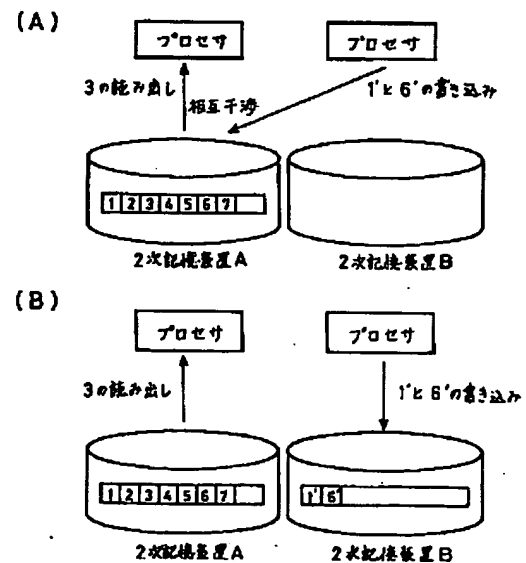 (A)
プロセサ プロセサ
3の読み出し 1'と6'の書き込み
相互干渉
1 2 3 4 5 6 7
2次記憶装置A 2次記憶装置B
(B)
プロセサ プロセサ
3の読み出し 1'と6'の書き込み
1 2 3 4 5 6 7 1' 6'
2次記憶装置A 2次記憶装置B